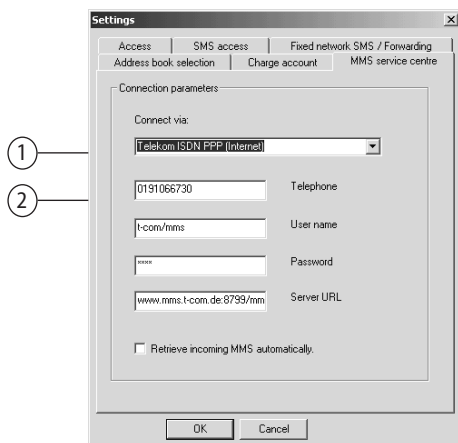 Settings
Access
SMS access
Fixed network SMS / Forwarding
Address book selection
Charge account
MMS service centre
Connection parameters
Connect via:
1
Telekom ISDN PPP (Internet)
2
0191066730
Telephone
t-com/mms
User name
****
Password
www.mms.t-com.de:8799/mm
Server URL
Retrieve incoming MMS automatically.
OK
Cancel